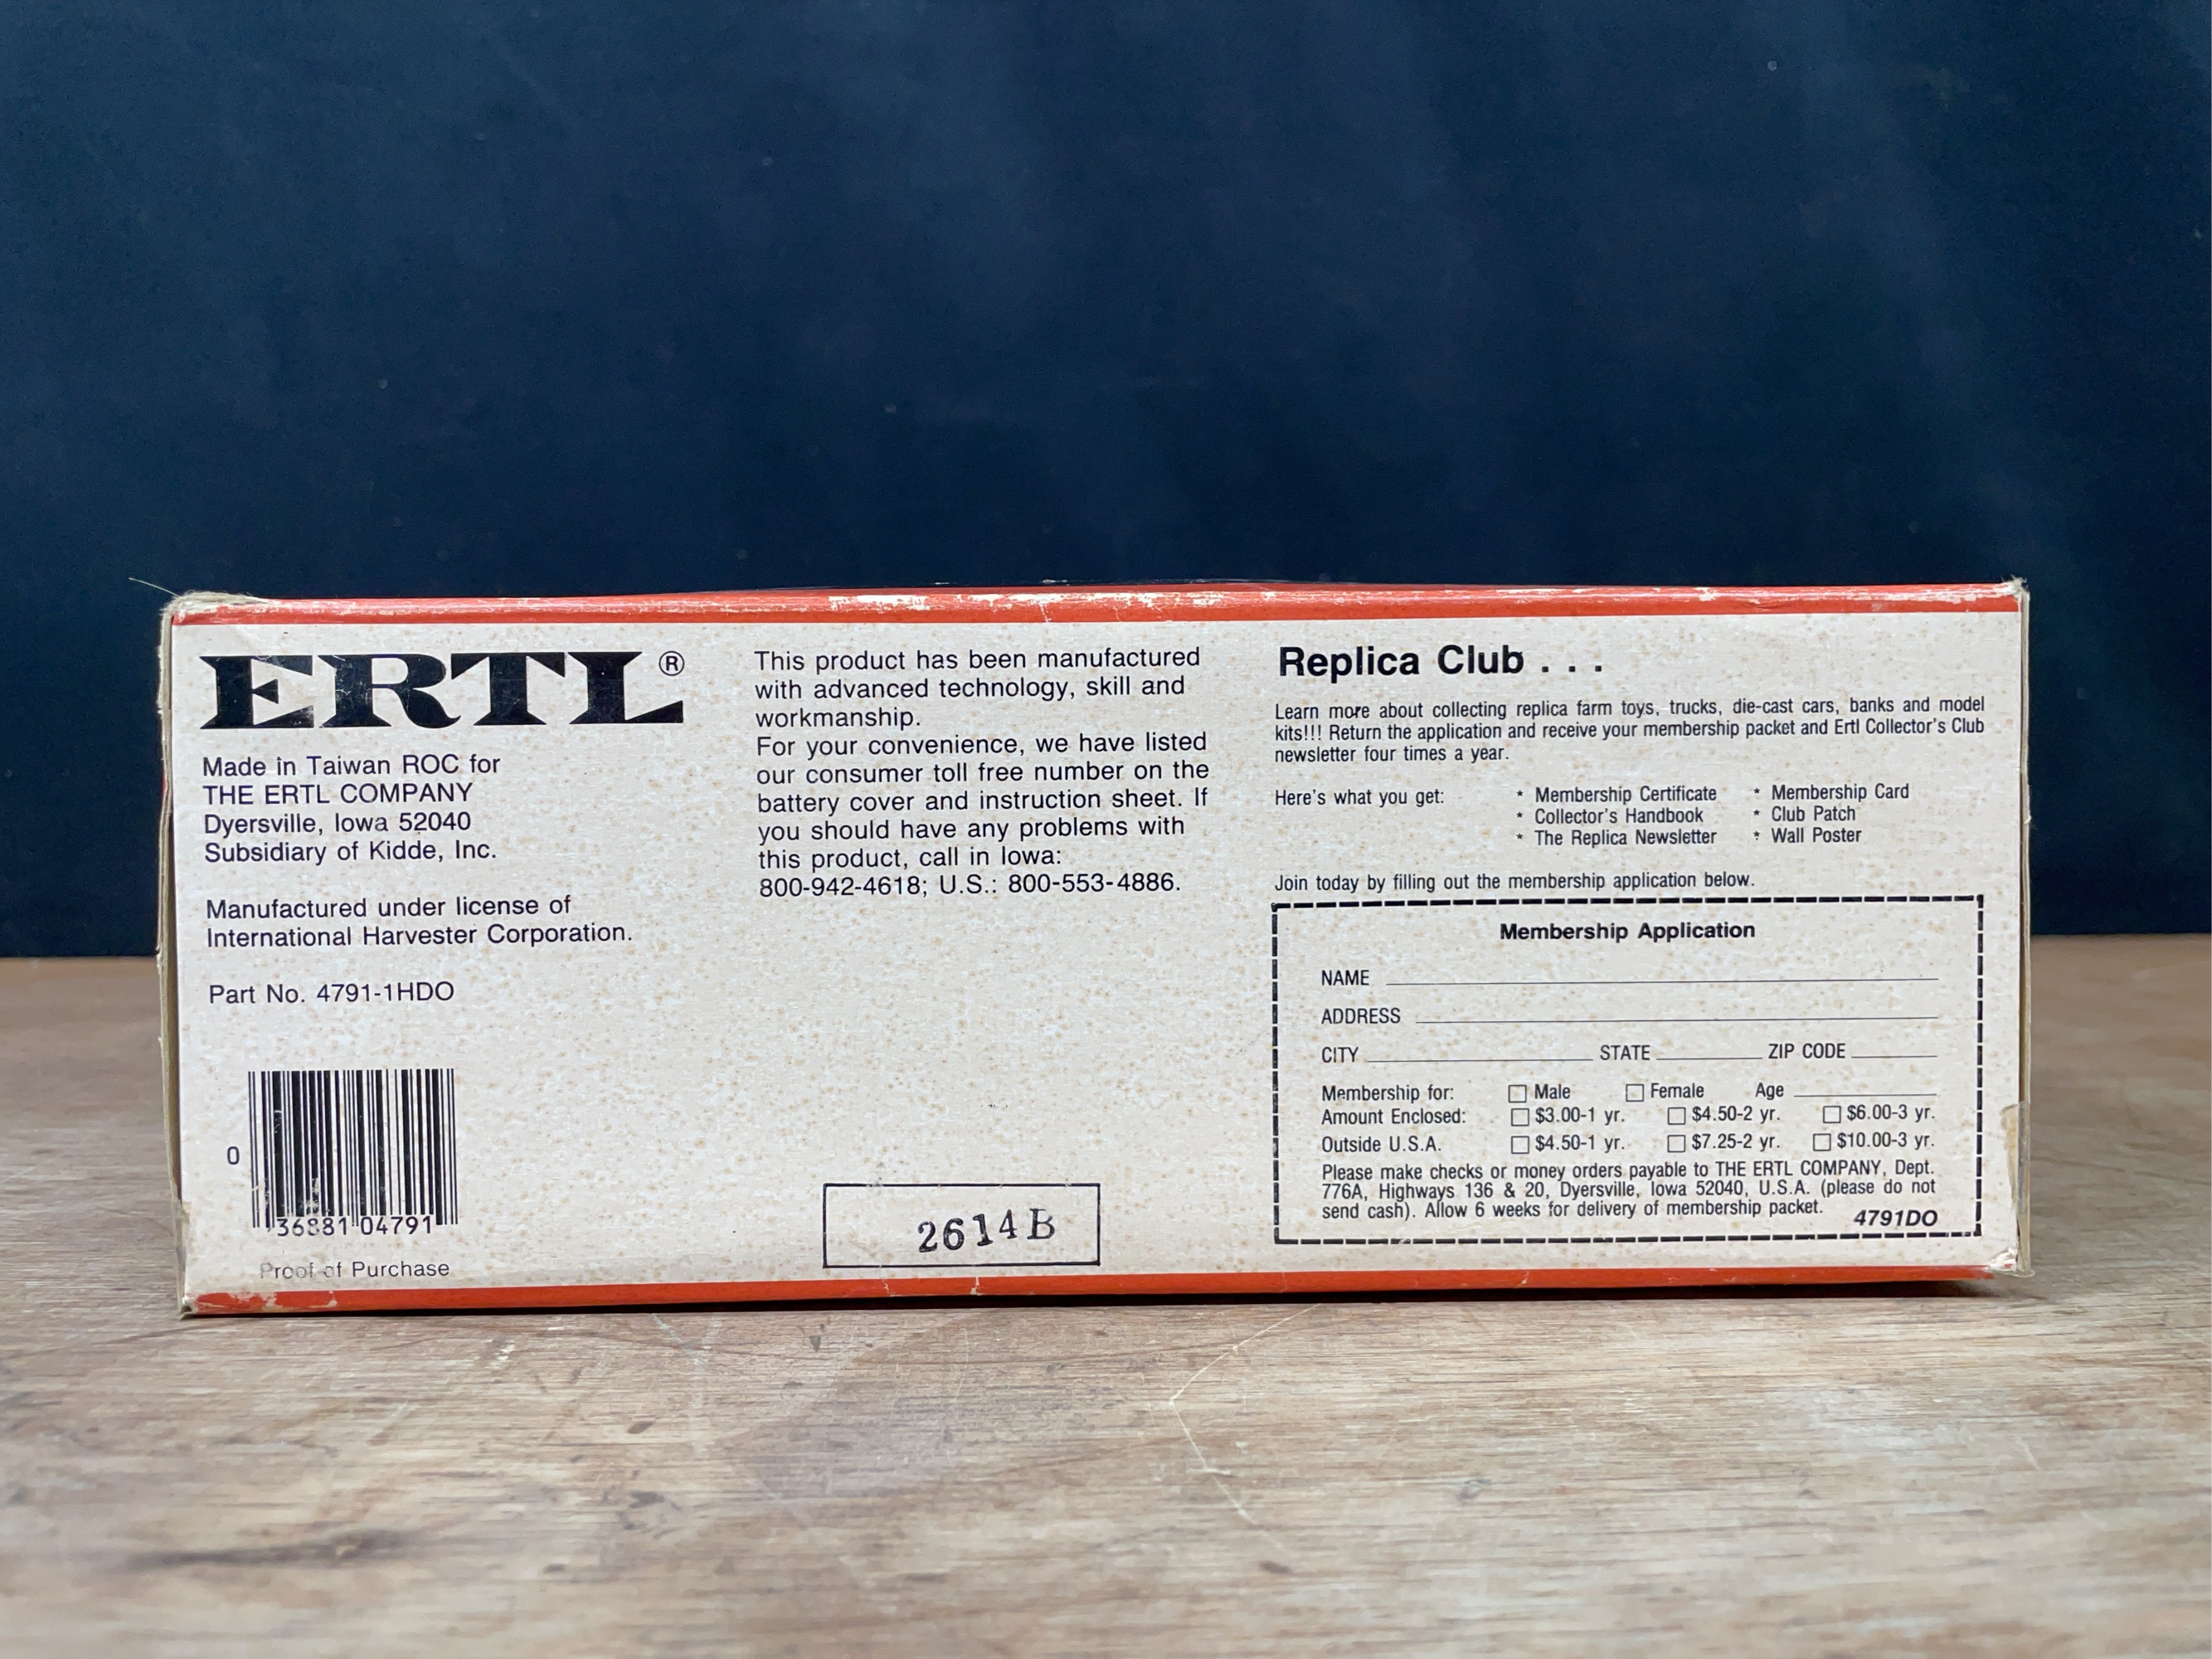 ERTL®
Made in Taiwan ROC for
THE ERTL COMPANY
Dyersville, Iowa 52040
Subsidiary of Kidde, Inc.
Manufactured under license of
International Harvester Corporation.
Part No. 4791-1HDO
0
36881 04791
Proof of Purchase
This product has been manufactured
with advanced technology, skill and
workmanship.
For your convenience, we have listed
our consumer toll free number on the
battery cover and instruction sheet. If
you should have any problems with
this product, call in Iowa:
800-942-4618; U.S.: 800-553-4886.
2614B
Replica Club . . .
Learn more about collecting replica farm toys, trucks, die-cast cars, banks and model
kits!!! Return the application and receive your membership packet and Ertl Collector's Club
newsletter four times a year.
Here's what you get: * Membership Certificate * Membership Card
* Collector's Handbook * Club Patch
* The Replica Newsletter * Wall Poster
Join today by filling out the membership application below.
Membership Application
NAME
ADDRESS
CITY STATE ZIP CODE
Membership for: Male Female Age
Amount Enclosed: $3.00-1 yr. $4.50-2 yr. $6.00-3 yr.
Outside U.S.A. $4.50-1 yr. $7.25-2 yr. $10.00-3 yr.
Please make checks or money orders payable to THE ERTL COMPANY, Dept.
776A, Highways 136 & 20, Dyersville, Iowa 52040, U.S.A. (please do not
send cash). Allow 6 weeks for delivery of membership packet.
4791DO